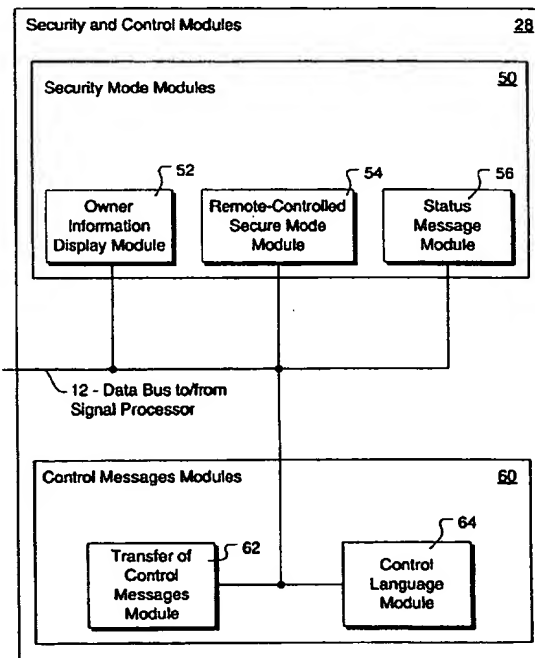 Security and Control Modules 28
Security Mode Modules 50
52
Owner
Information
Display Module
54
Remote-Controlled
Secure Mode
Module
56
Status
Message
Module
12 - Data Bus to/from
Signal Processor
Control Messages Modules 60
Transfer of
Control
Messages
Module
62
64
Control
Language
Module